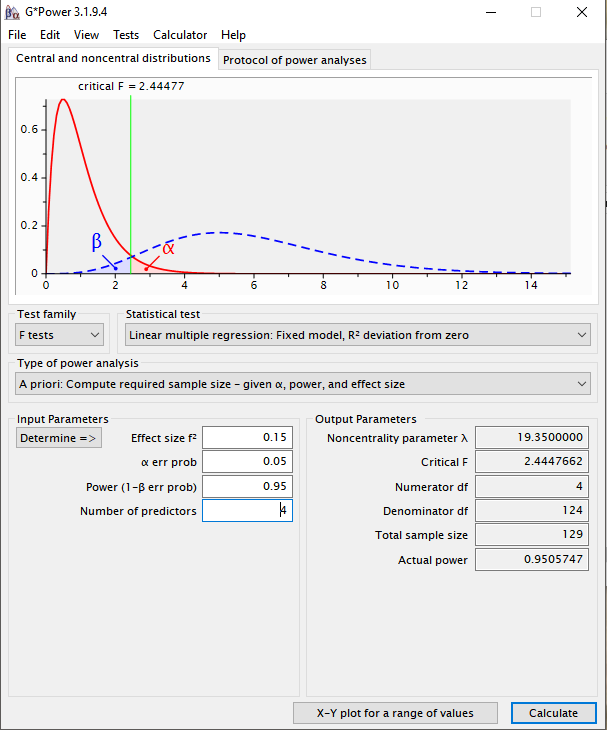 βα G*Power 3.1.9.4
File Edit View Tests Calculator Help
Central and noncentral distributions Protocol of power analyses
critical F = 2.44477
0.6
0.4
0.2
β α
0
0 2 4 6 8 10 12 14
Test family Statistical test
F tests Linear multiple regression: Fixed model, R² deviation from zero
Type of power analysis
A priori: Compute required sample size - given α, power, and effect size
Input Parameters Output Parameters
Determine => Effect size f² 0.15 Noncentrality parameter λ 19.3500000
α err prob 0.05 Critical F 2.4447662
Power (1-β err prob) 0.95 Numerator df 4
Number of predictors 4 Denominator df 124
Total sample size 129
Actual power 0.9505747
X-Y plot for a range of values Calculate